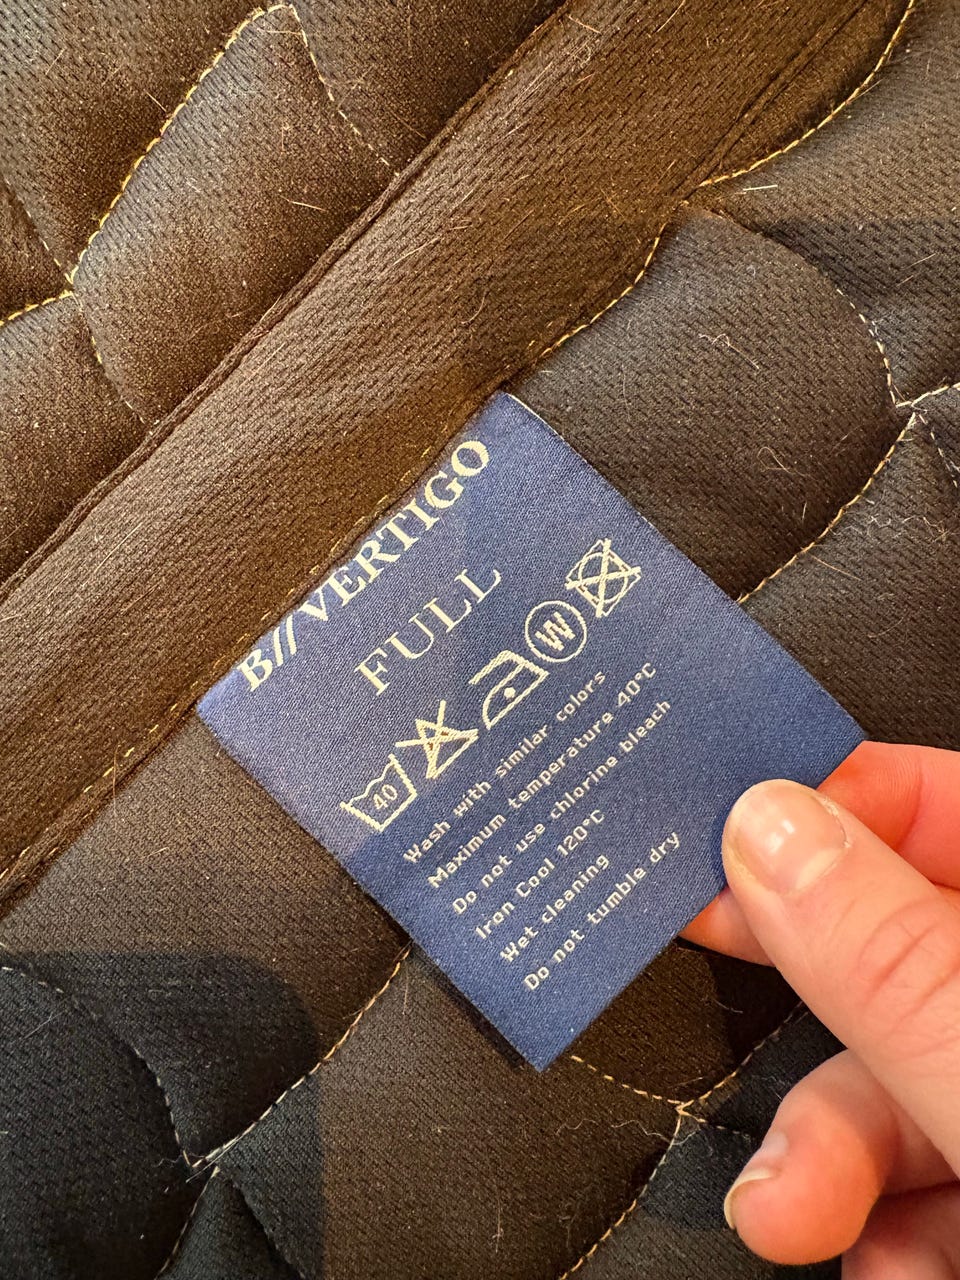 B//VERTIGO
FULL
40 W
Wash with similar colors
Maximum temperature 40°C
Do not use chlorine bleach
Iron Cool 120°C
Wet cleaning
Do not tumble dry